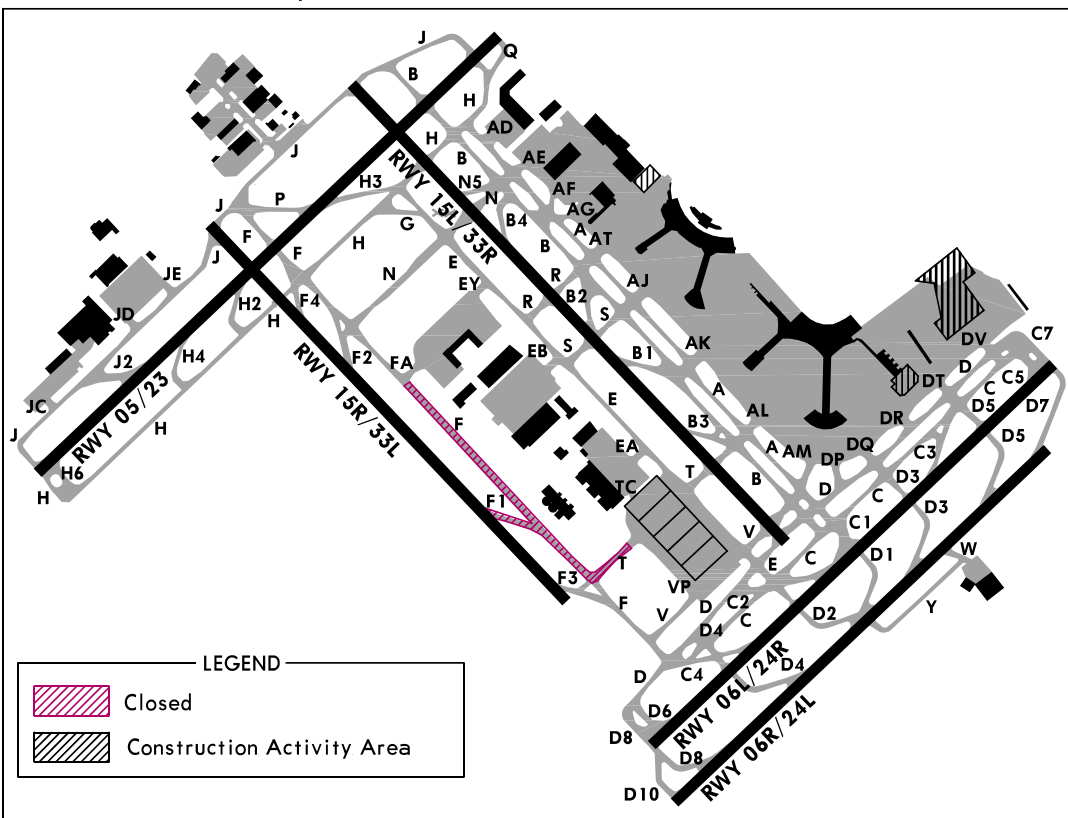 J
Q
B
H
AD
H
J
B
AE
H3
N5
AF
P
N
AG
J
B4
A
G
AT
F
F
H
B
J
E
N
R
AJ
JE
EY
H2
F4
R
B2
S
JD
H
RWY 15L/33R
AK
C7
DV
S
B1
EB
J2
H4
F2
FA
D
C5
DT
C
D5
D7
RWY 05/23
RWY 15R/33L
E
A
AL
JC
F
B3
DR
J
H
EA
A
AM
DQ
C3
D5
DP
H6
T
B
D
D3
H
TC
C
F1
D3
V
C1
E
C
D1
W
F3
T
VP
F
V
D
C2
C
D2
Y
D4
D4
D
C4
D6
RWY 06L/24R
D8
D8
RWY 06R/24L
D10
LEGEND
Closed
Construction Activity Area